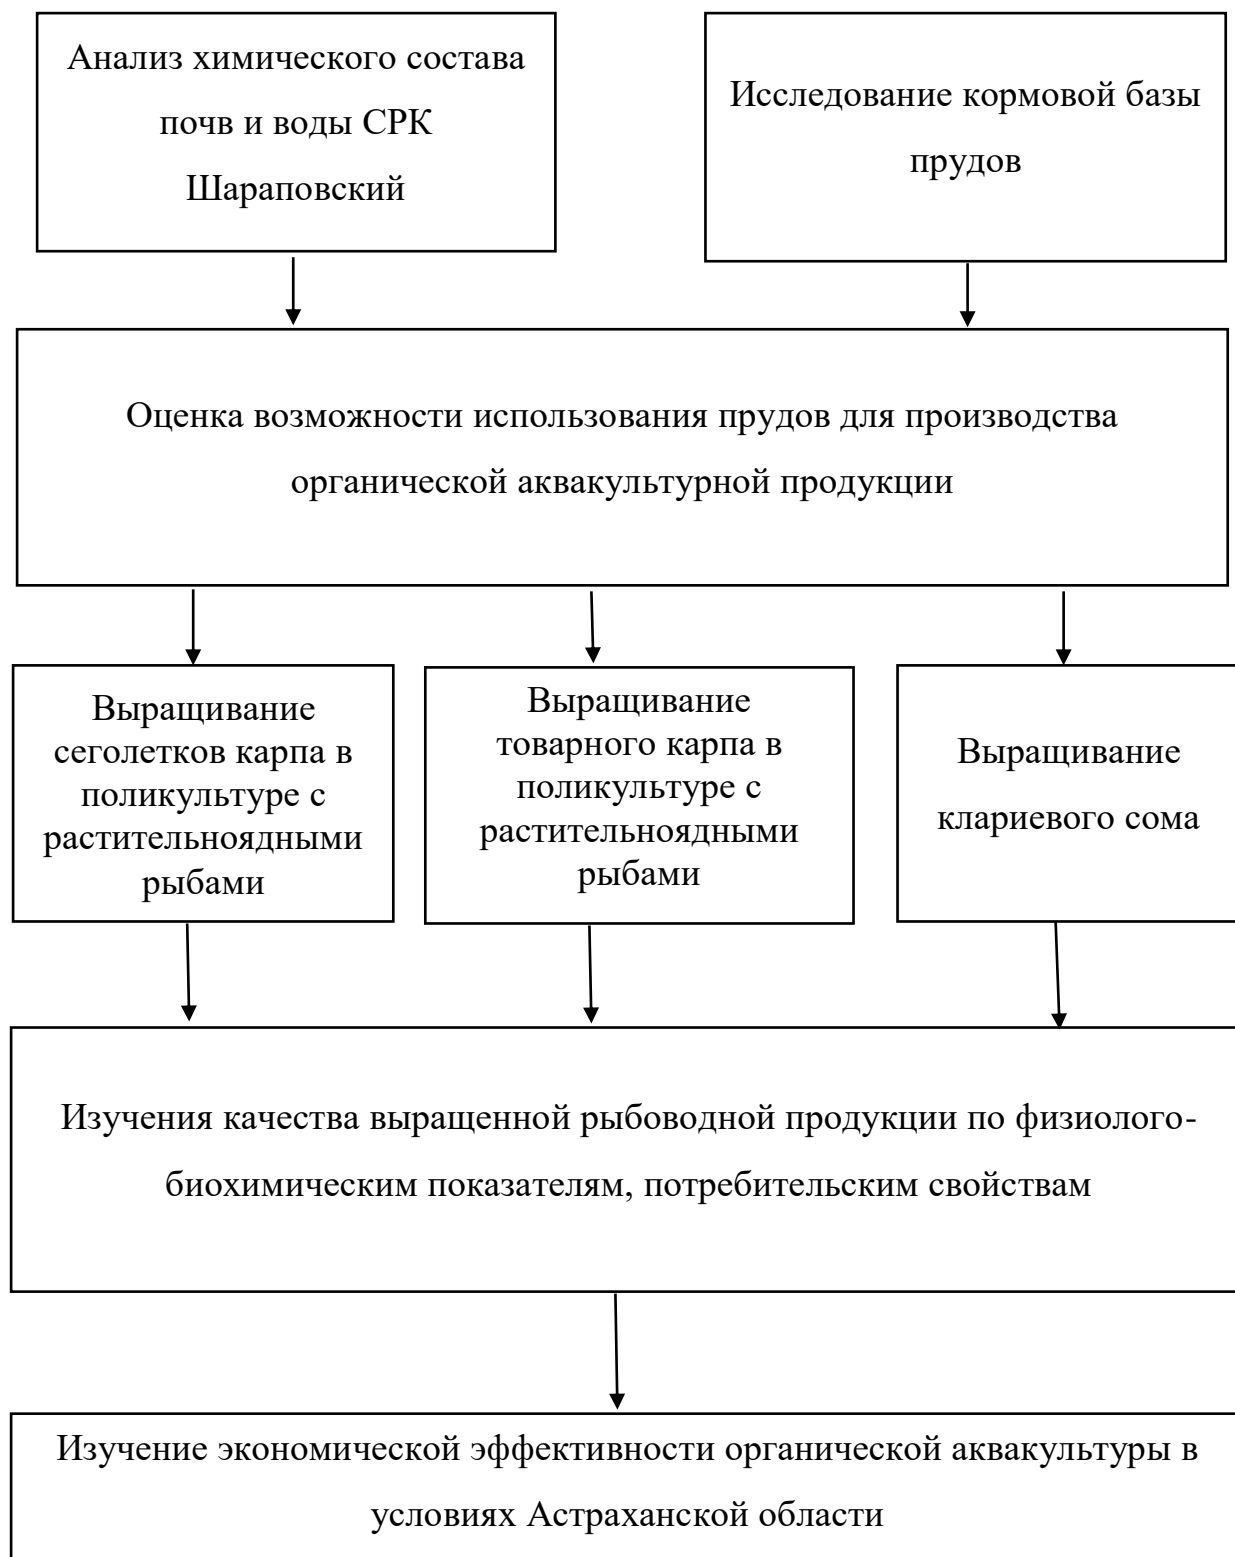 Анализ химического состава
почв и воды СРК
Шараповский
Исследование кормовой базы
прудов
Оценка возможности использования прудов для производства
органической аквакультурной продукции
Выращивание
сеголетков карпа в
поликультуре с
растительноядными
рыбами
Выращивание
товарного карпа в
поликультуре с
растительноядными
рыбами
Выращивание
клариевого сома
Изучения качества выращенной рыбоводной продукции по физиолого-
биохимическим показателям, потребительским свойствам
Изучение экономической эффективности органической аквакультуры в
условиях Астраханской области